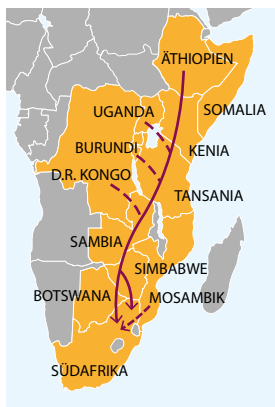 ÄTHIOPIEN
UGANDA
SOMALIA
BURUNDI
KENIA
D.R. KONGO
TANSANIA
SAMBIA
SIMBABWE
BOTSWANA
MOSAMBIK
SÜDAFRIKA